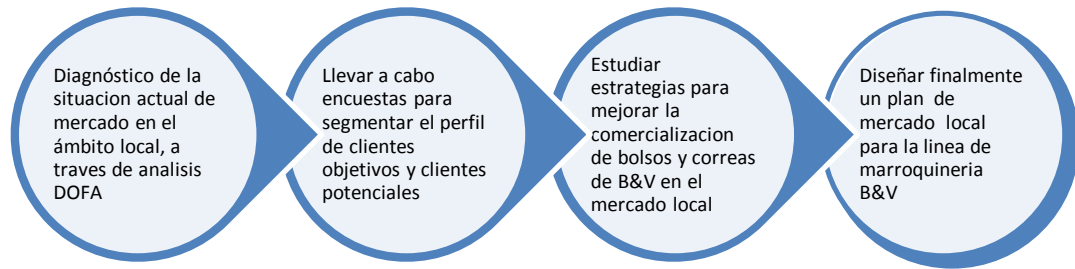 Diagnóstico de la
situacion actual de
mercado en el
ámbito local, a
traves de analisis
DOFA
Llevar a cabo
encuestas para
segmentar el perfil
de clientes
objetivos y clientes
potenciales
Estudiar
estrategias para
mejorar la
comercializacion
de bolsos y correas
de B&V en el
mercado local
Diseñar finalmente
un plan de
mercado local
para la linea de
marroquineria
B&V